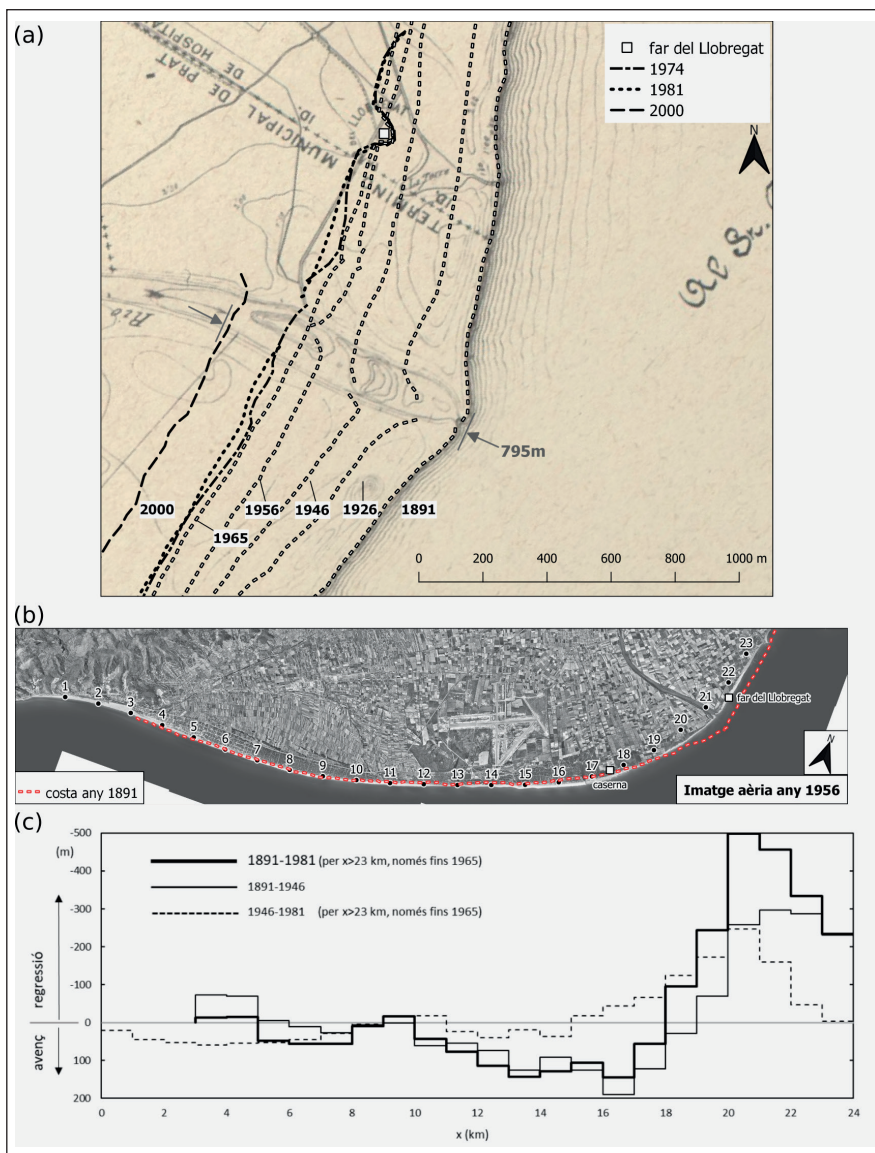 (a)
far del Llobregat
1974
1981
2000
N
PRAT
DE HOSPITAL
MUNICIPAL DE
ID.
TERMIN
ID.
Rio
795m
2000
1965
1956
1946
1926
1891
0 200 400 600 800 1000 m
(b)
1 2 3 4 5 6 7 8 9 10 11 12 13 14 15 16 17 18 19 20 21 22 23
far del Llobregat
caserna
N
costa any 1891
Imatge aèria any 1956
(c)
-500
(m)
-400
-300
-200
-100
0
100
200
regressió
avenç
1891-1981 (per x>23 km, només fins 1965)
1891-1946
1946-1981 (per x>23 km, només fins 1965)
0 2 4 6 8 10 12 14 16 18 20 22 24
x (km)